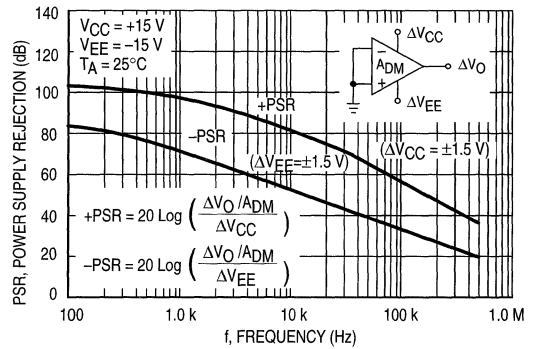 PSR, POWER SUPPLY REJECTION (dB)
140
120
100
80
60
40
20
0
V_CC = +15 V
V_EE = –15 V
T_A = 25°C
ΔV_CC
–
A_DM
+
ΔV_O
ΔV_EE
+PSR
–PSR
(ΔV_EE=±1.5 V)
(ΔV_CC = ±1.5 V)
+PSR = 20 Log (ΔV_O/A_DM / ΔV_CC)
–PSR = 20 Log (ΔV_O/A_DM / ΔV_EE)
100
1.0 k
10 k
100 k
1.0 M
f, FREQUENCY (Hz)